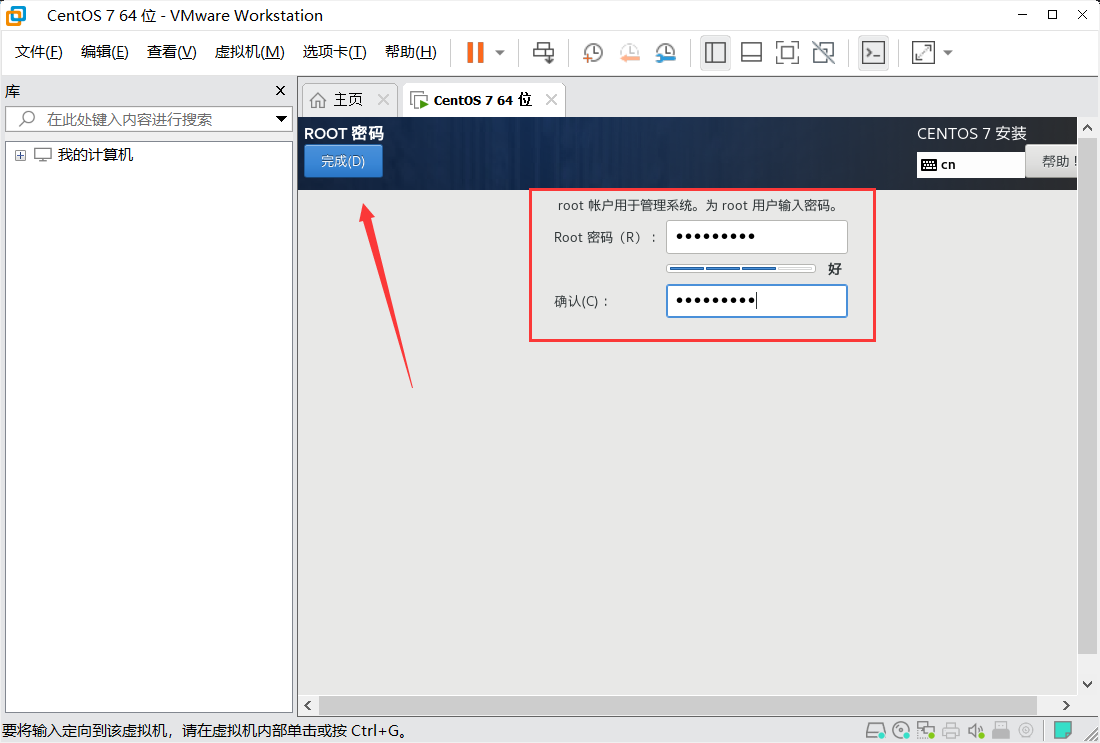 CentOS 7 64 位 - VMware Workstation
文件(F) 编辑(E) 查看(V) 虚拟机(M) 选项卡(T) 帮助(H)
库
在此处键入内容进行搜索
我的计算机
主页
CentOS 7 64 位
ROOT 密码
完成(D)
CENTOS 7 安装
cn
帮助！
root 帐户用于管理系统。为 root 用户输入密码。
Root 密码（R）：
●●●●●●●●●
好
确认(C)：
●●●●●●●●●
要将输入定向到该虚拟机，请在虚拟机内部单击或按 Ctrl+G。